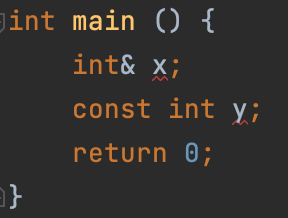 int main () {
    int& x;
    const int y;
    return 0;
}